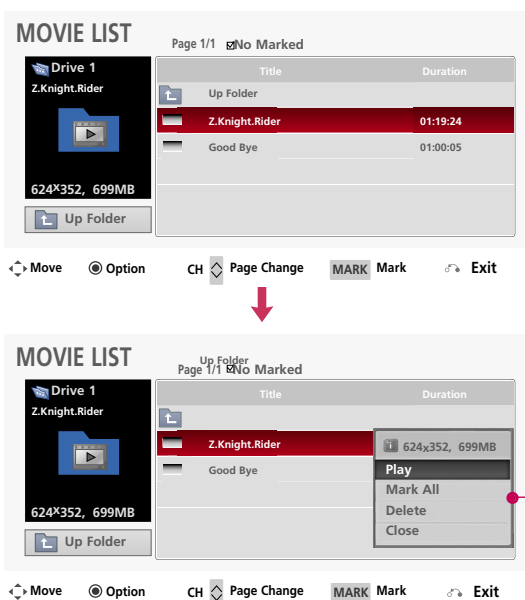 MOVIE LIST
Page 1/1 No Marked
Drive 1
Z.Knight.Rider
624x352, 699MB
Up Folder
Title Duration
Up Folder
Z.Knight.Rider 01:19:24
Good Bye 01:00:05
Move Option CH Page Change MARK Mark Exit
MOVIE LIST
Up Folder
Page 1/1 No Marked
Drive 1
Z.Knight.Rider
624x352, 699MB
Up Folder
Title Duration
Z.Knight.Rider
Good Bye
624x352, 699MB
Play
Mark All
Delete
Close
Move Option CH Page Change MARK Mark Exit